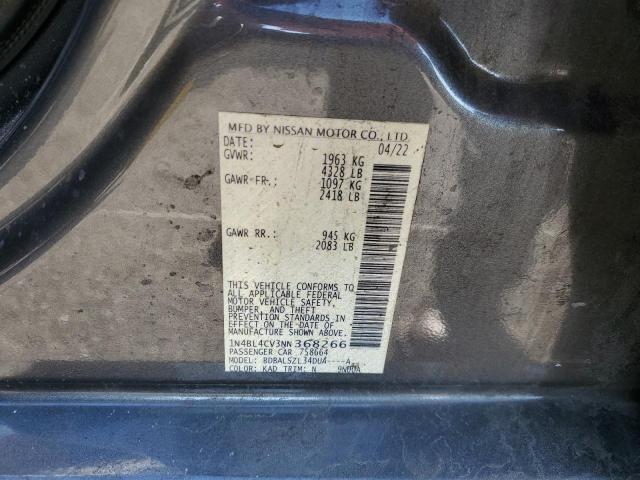 MFD BY NISSAN MOTOR CO., LTD.
DATE: 04/22
GVWR: 1963 KG
4328 LB
GAWR FR: 1097 KG
2418 LB
GAWR RR: 945 KG
2083 LB
THIS VEHICLE CONFORMS TO
ALL APPLICABLE FEDERAL
MOTOR VEHICLE SAFETY,
BUMPER, AND THEFT
PREVENTION STANDARDS IN
EFFECT ON THE DATE OF
MANUFACTURE SHOWN ABOVE.
1N4BL4CV3NN368266
PASSENGER CAR 758664
MODEL: BDBALSZL34DUA----A
COLOR: KAD TRIM: N